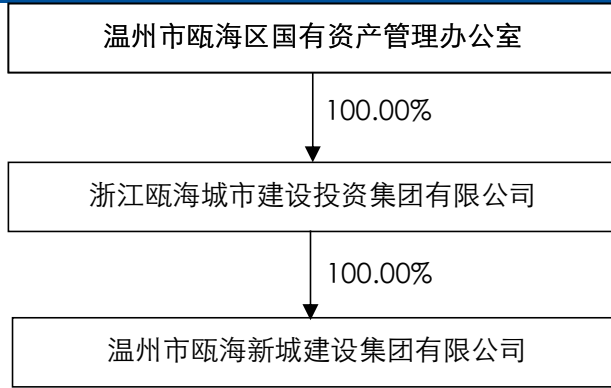 温州市瓯海区国有资产管理办公室
100.00%
浙江瓯海城市建设投资集团有限公司
100.00%
温州市瓯海新城建设集团有限公司